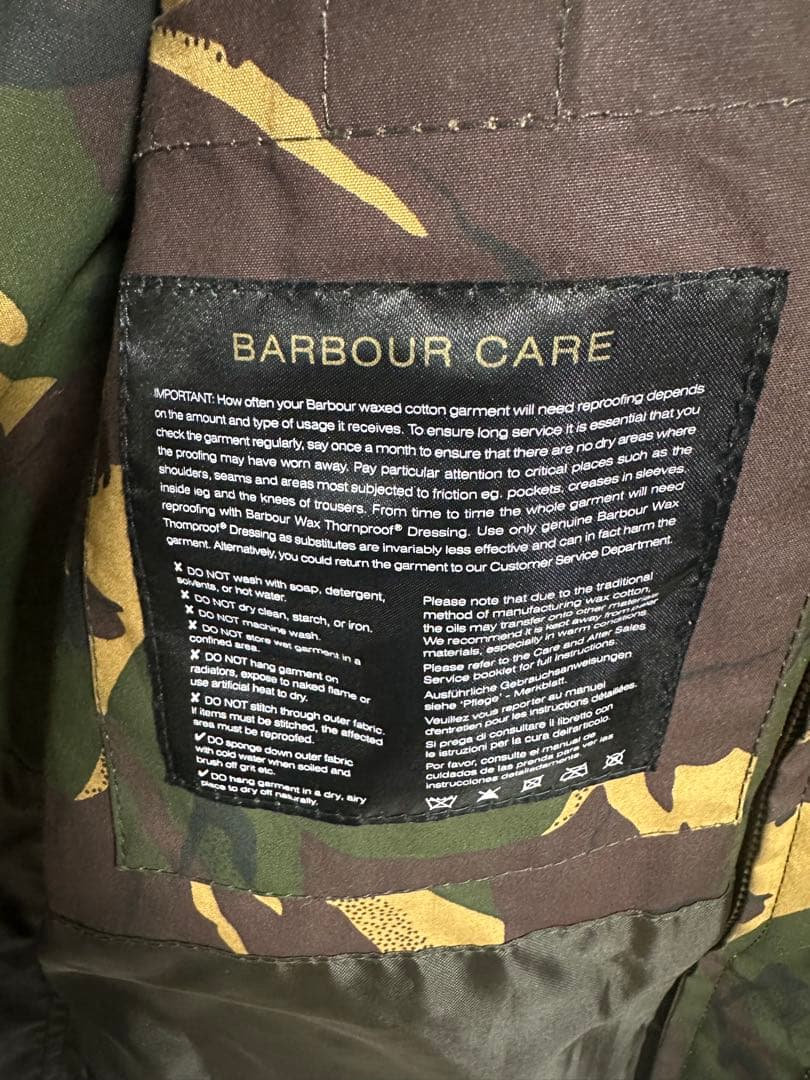 BARBOUR CARE
IMPORTANT: How often your Barbour waxed cotton garment will need reproofing depends
on the amount and type of usage it receives. To ensure long service it is essential that you
check the garment regularly, say once a month to ensure that there are no dry areas where
the proofing may have worn away. Pay particular attention to critical places such as the
shoulders, seams and areas most subjected to friction eg. pockets, creases in sleeves,
inside leg and the knees of trousers. From time to time the whole garment will need
reproofing with Barbour Wax Thornproof® Dressing. Use only genuine Barbour Wax
Thornproof® Dressing as substitutes are invariably less effective and can in fact harm the
garment. Alternatively, you could return the garment to our Customer Service Department.
✘ DO NOT wash with soap, detergent,
solvents, or hot water.
✘ DO NOT dry clean, starch, or iron.
✘ DO NOT machine wash.
✘ DO NOT store wet garment in a
confined area.
✘ DO NOT hang garment on
radiators, expose to naked flame or
use artificial heat to dry.
✘ DO NOT stitch through outer fabric.
If items must be stitched, the affected
area must be reproofed.
✔ DO sponge down outer fabric
with cold water when soiled and
brush off grit etc.
✔ DO hang garment in a dry, airy
place to dry off naturally.
Please note that due to the traditional
method of manufacturing wax cotton,
the oils may transfer onto other materials.
We recommend it is kept away from paler
materials, especially in warm conditions.
Please refer to the Care and After Sales
Service booklet for full instructions.
Ausführliche Gebrauchsanweisungen
siehe 'Pflege' - Merkblatt.
Veuillez vous reporter au manuel
d'entretien pour les instructions détaillées.
Si prega di consultare il libretto con
le istruzioni per la cura dell'articolo.
Por favor, consulte el manual de
cuidados de las prendas para ver las
instrucciones detalladamente.